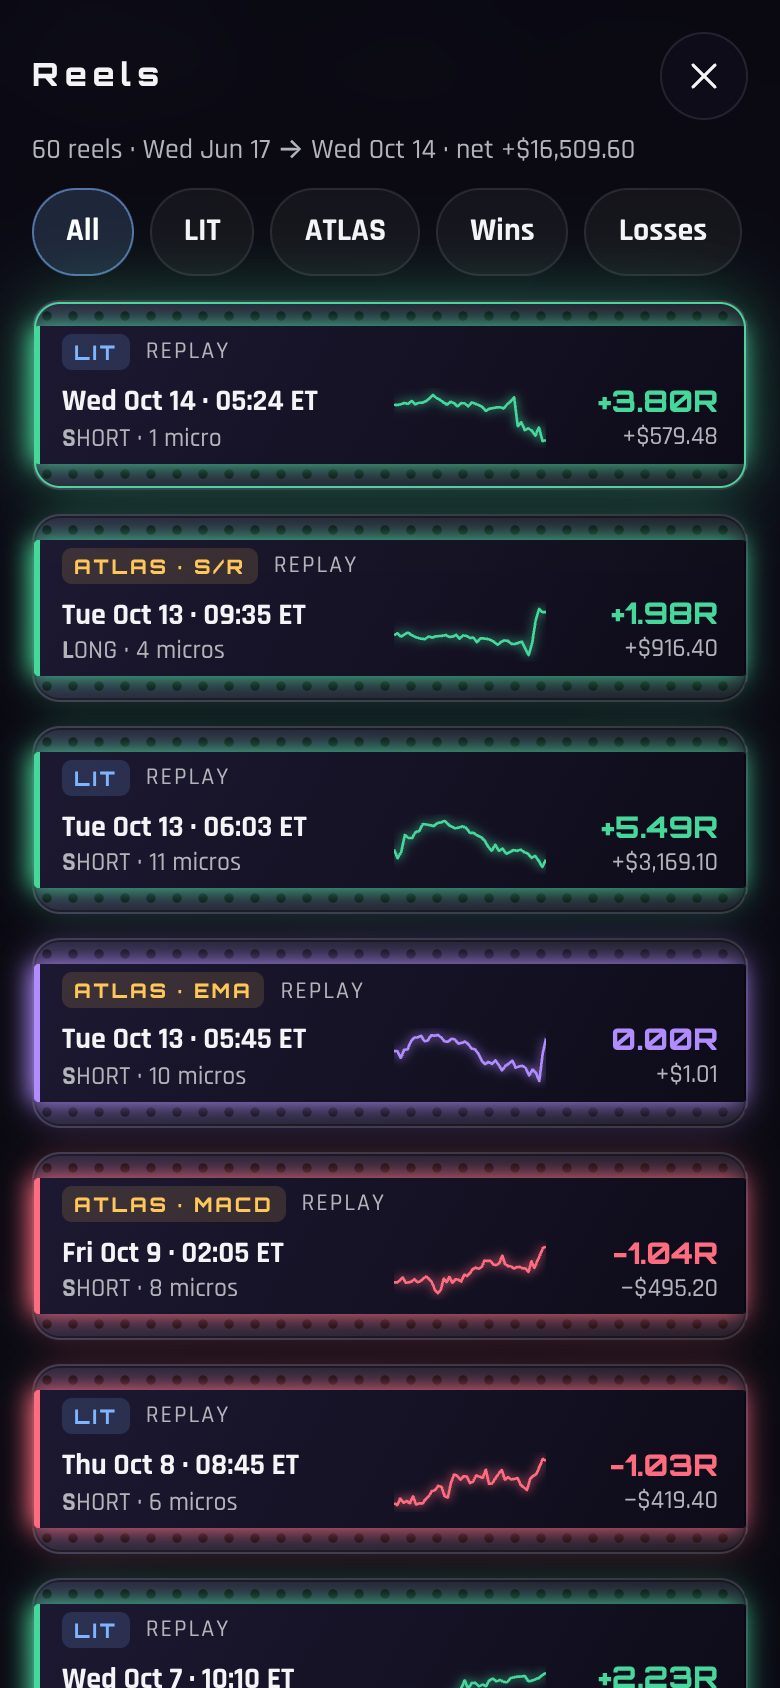 Reels
60 reels · Wed Jun 17 → Wed Oct 14 · net +$16,509.60
All LIT ATLAS Wins Losses
LIT REPLAY
Wed Oct 14 · 05:24 ET +3.80R
SHORT · 1 micro +$579.48
ATLAS · S/R REPLAY
Tue Oct 13 · 09:35 ET +1.98R
LONG · 4 micros +$916.40
LIT REPLAY
Tue Oct 13 · 06:03 ET +5.49R
SHORT · 11 micros +$3,169.10
ATLAS · EMA REPLAY
Tue Oct 13 · 05:45 ET 0.00R
SHORT · 10 micros +$1.01
ATLAS · MACD REPLAY
Fri Oct 9 · 02:05 ET −1.04R
SHORT · 8 micros −$495.20
LIT REPLAY
Thu Oct 8 · 08:45 ET −1.03R
SHORT · 6 micros −$419.40
LIT REPLAY
Wed Oct 7 · 10:10 ET +2.23R